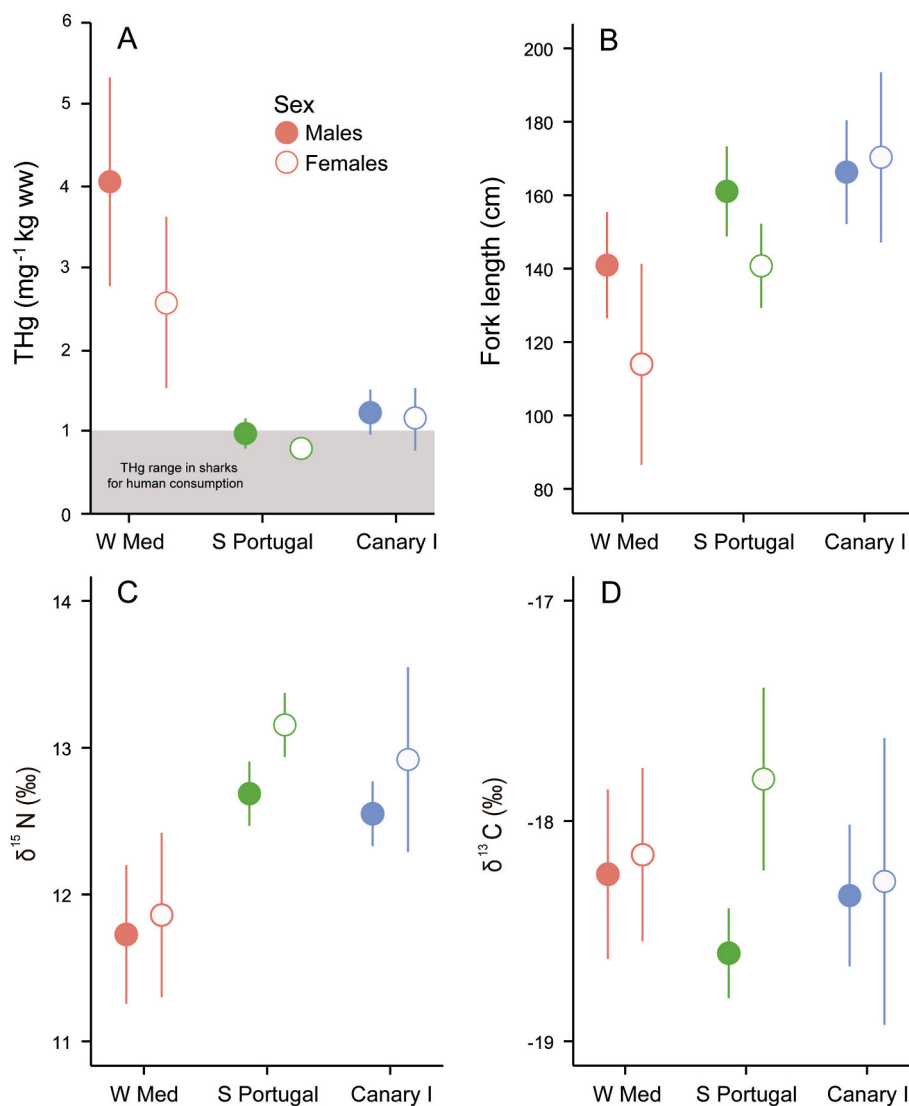 A
THg (mg⁻¹ kg ww)
6
5
4
3
2
1
0
Sex
Males
Females
THg range in sharks
for human consumption
W Med S Portugal Canary I
B
Fork length (cm)
200
180
160
140
120
100
80
W Med S Portugal Canary I
C
δ¹⁵ N (‰)
14
13
12
11
W Med S Portugal Canary I
D
δ¹³ C (‰)
-17
-18
-19
W Med S Portugal Canary I